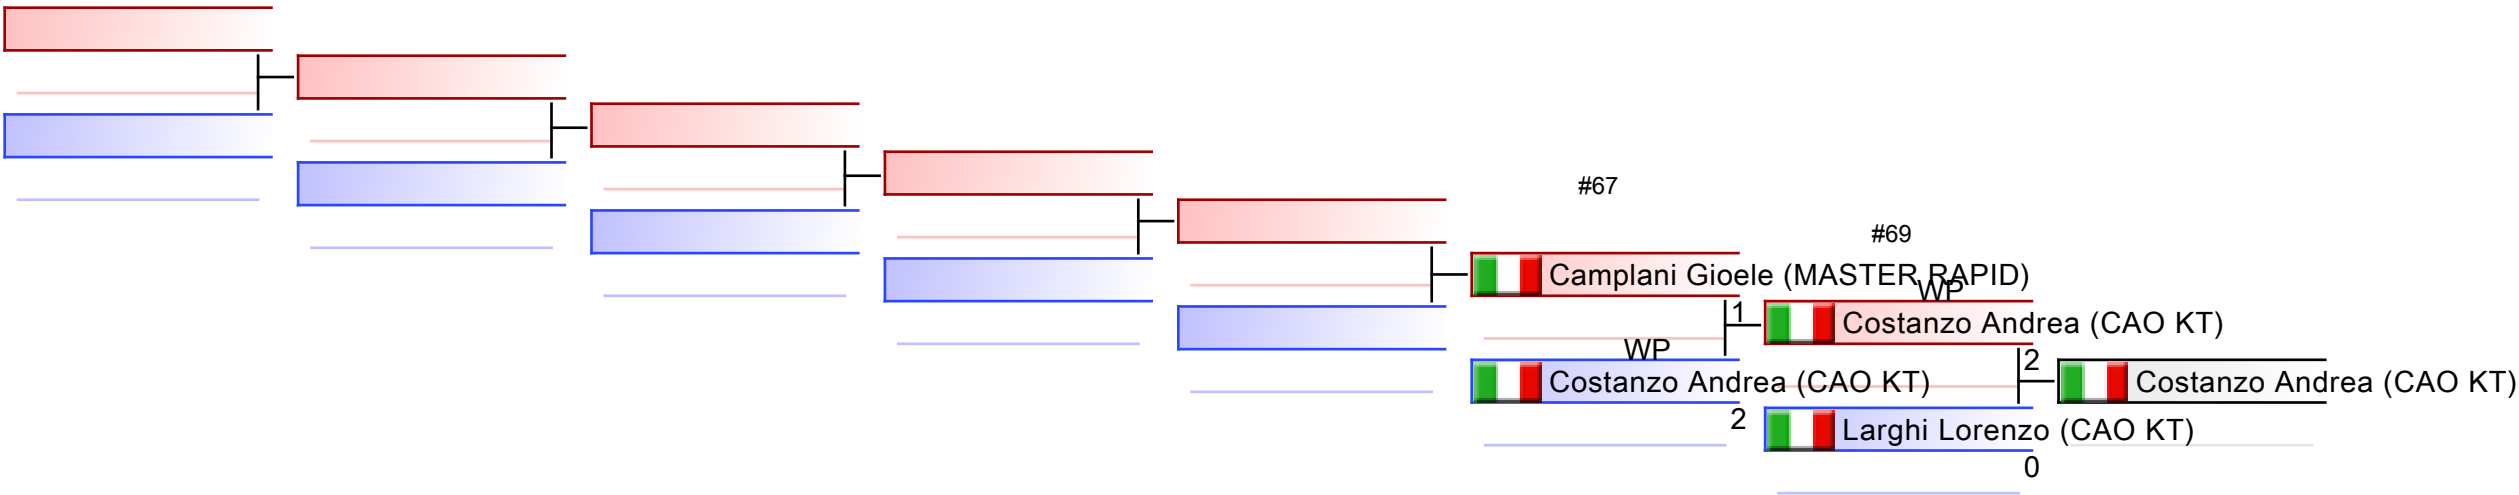 #67
#69
Camplani Gioele (MASTER RAPID)
WP
1
Costanzo Andrea (CAO KT)
WP
2
Costanzo Andrea (CAO KT)
Costanzo Andrea (CAO KT)
2
Larghi Lorenzo (CAO KT)
0